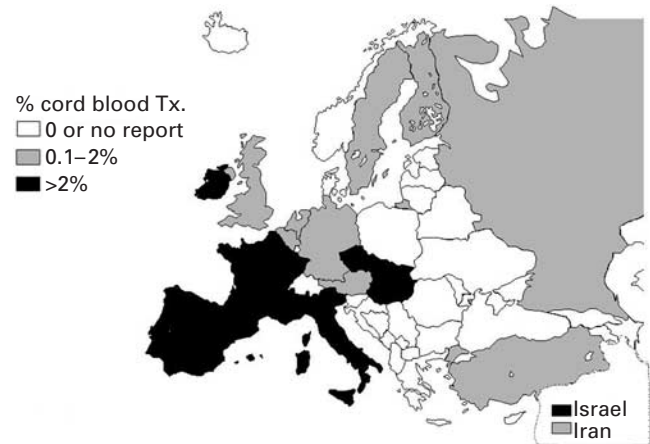 % cord blood Tx.
0 or no report
0.1–2%
>2%
Israel
Iran